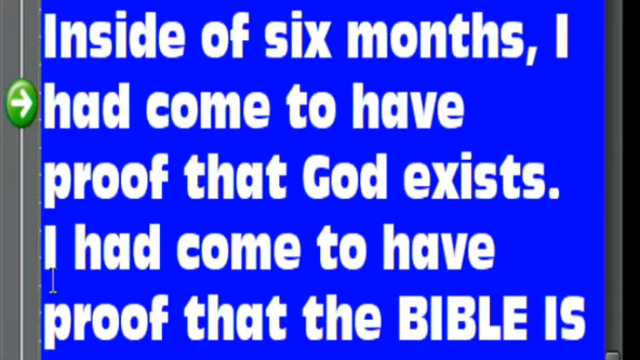 Inside of six months, I
had come to have
proof that God exists.
I had come to have
proof that the BIBLE IS